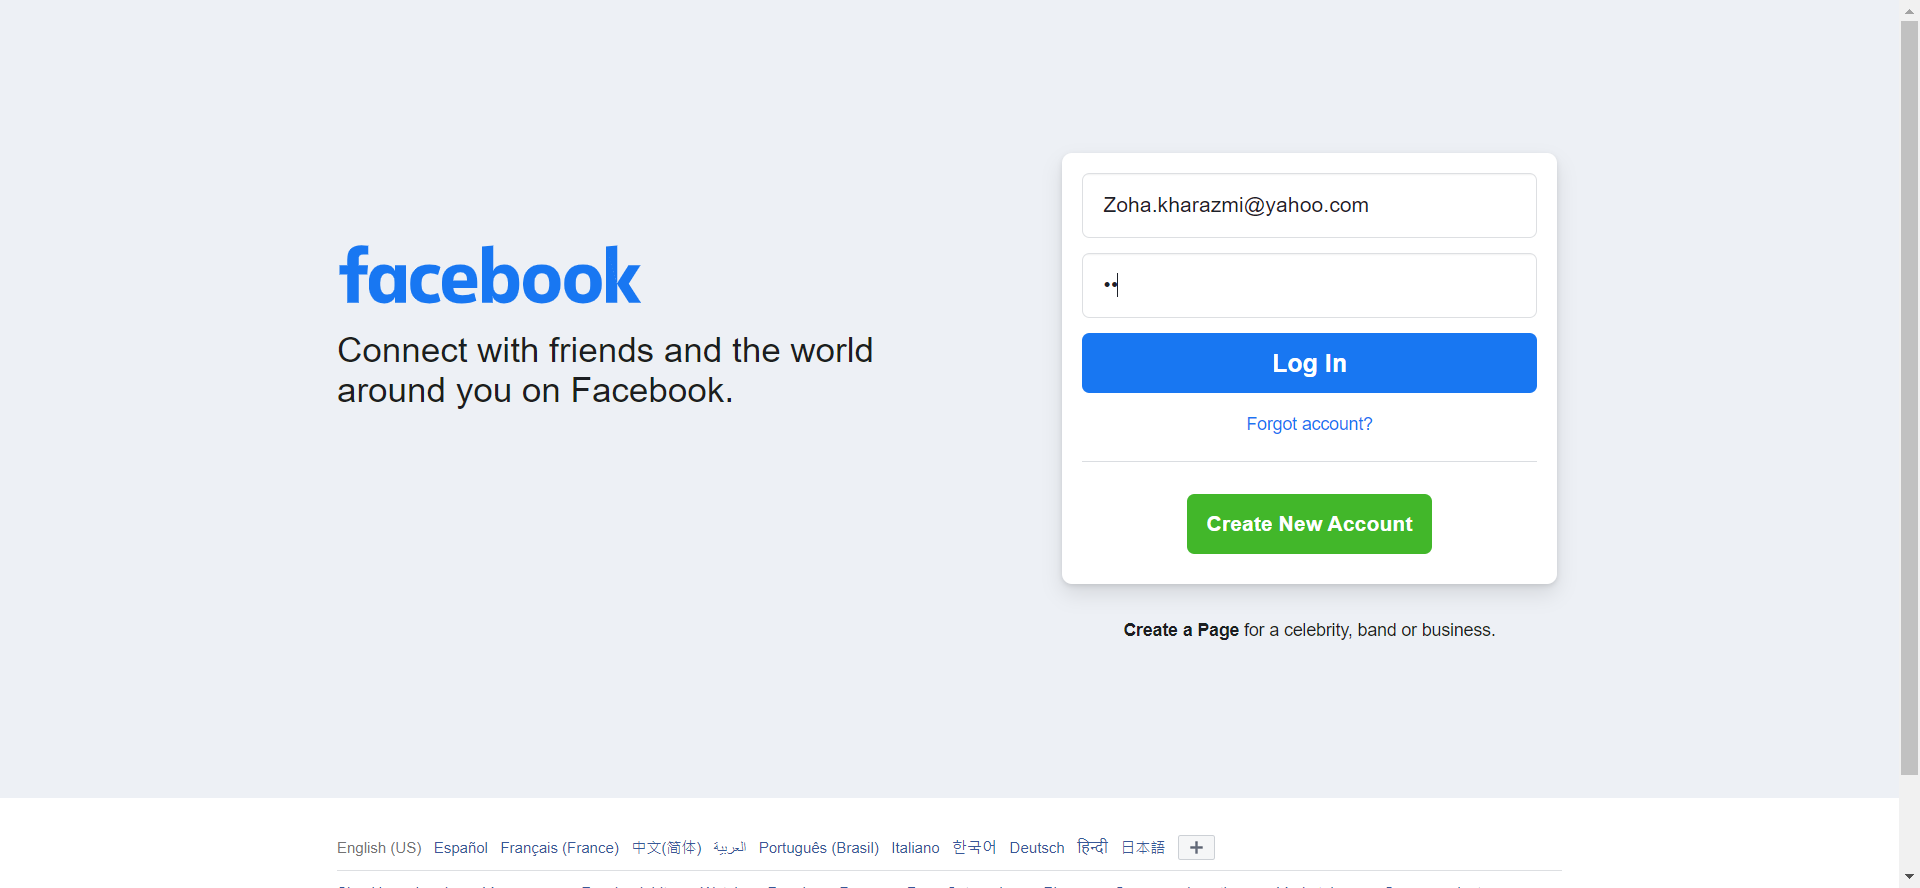 facebook
Connect with friends and the world
around you on Facebook.
Zoha.kharazmi@yahoo.com
••
Log In
Forgot account?
Create New Account
Create a Page for a celebrity, band or business.
English (US) Español Français (France) 中文(简体) العربية Português (Brasil) Italiano 한국어 Deutsch हिन्दी 日本語 +